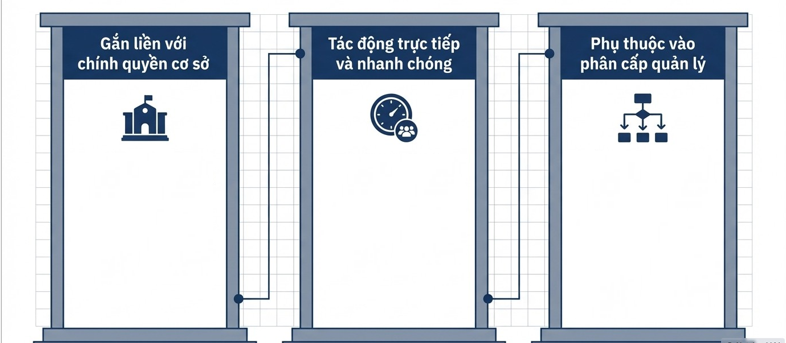 Gắn liền với
chính quyền cơ sở
Tác động trực tiếp
và nhanh chóng
Phụ thuộc vào
phân cấp quản lý